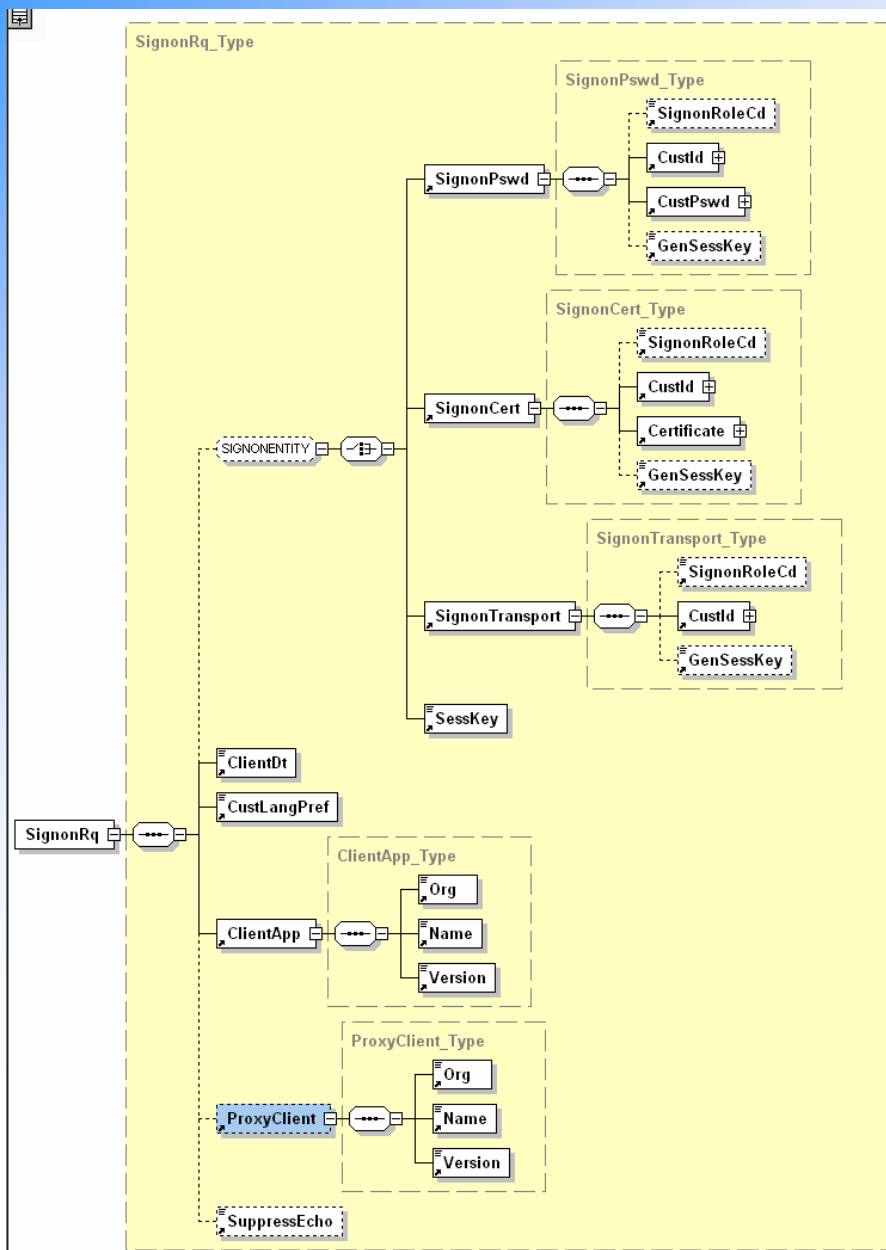 SignonRq_Type
SignonPswd_Type
SignonRoleCd
CustId
SignonPswd
CustPswd
GenSessKey
SignonCert_Type
SignonRoleCd
CustId
SignonCert
Certificate
SIGNONENTITY
GenSessKey
SignonTransport_Type
SignonRoleCd
SignonTransport
CustId
GenSessKey
SessKey
ClientDt
CustLangPref
SignonRq
ClientApp_Type
Org
ClientApp
Name
Version
ProxyClient_Type
Org
ProxyClient
Name
Version
SuppressEcho